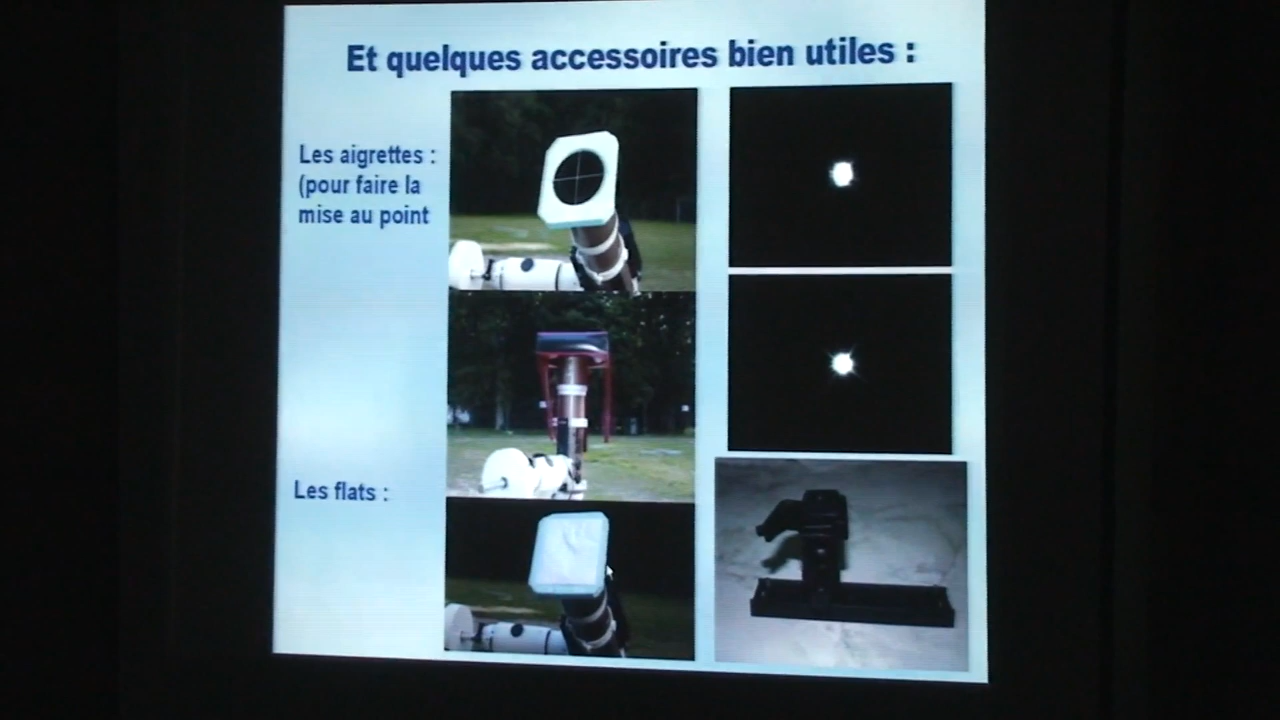 Et quelques accessoires bien utiles :
Les aigrettes :
(pour faire la
mise au point
Les flats :